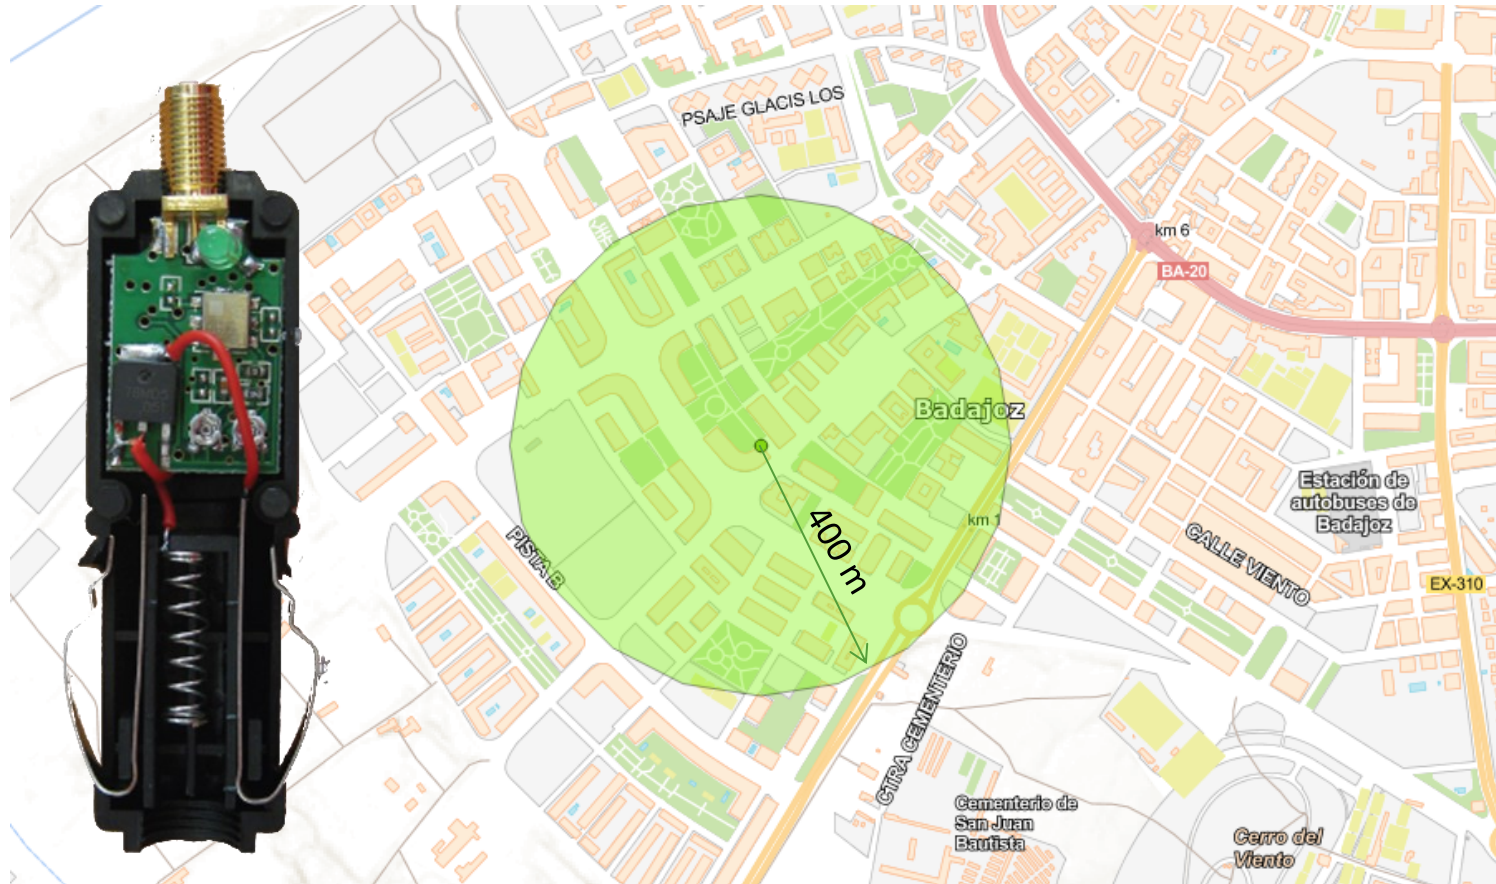 PSAJE GLACIS LOS
km 6
BA-20
Badajoz
400 m
km 1
Estación de
autobuses de
Badajoz
CALLE VIENTO
EX-310
PISTA B
CTRA CEMENTERIO
Cementerio de
San Juan
Bautista
Cerro del
Viento